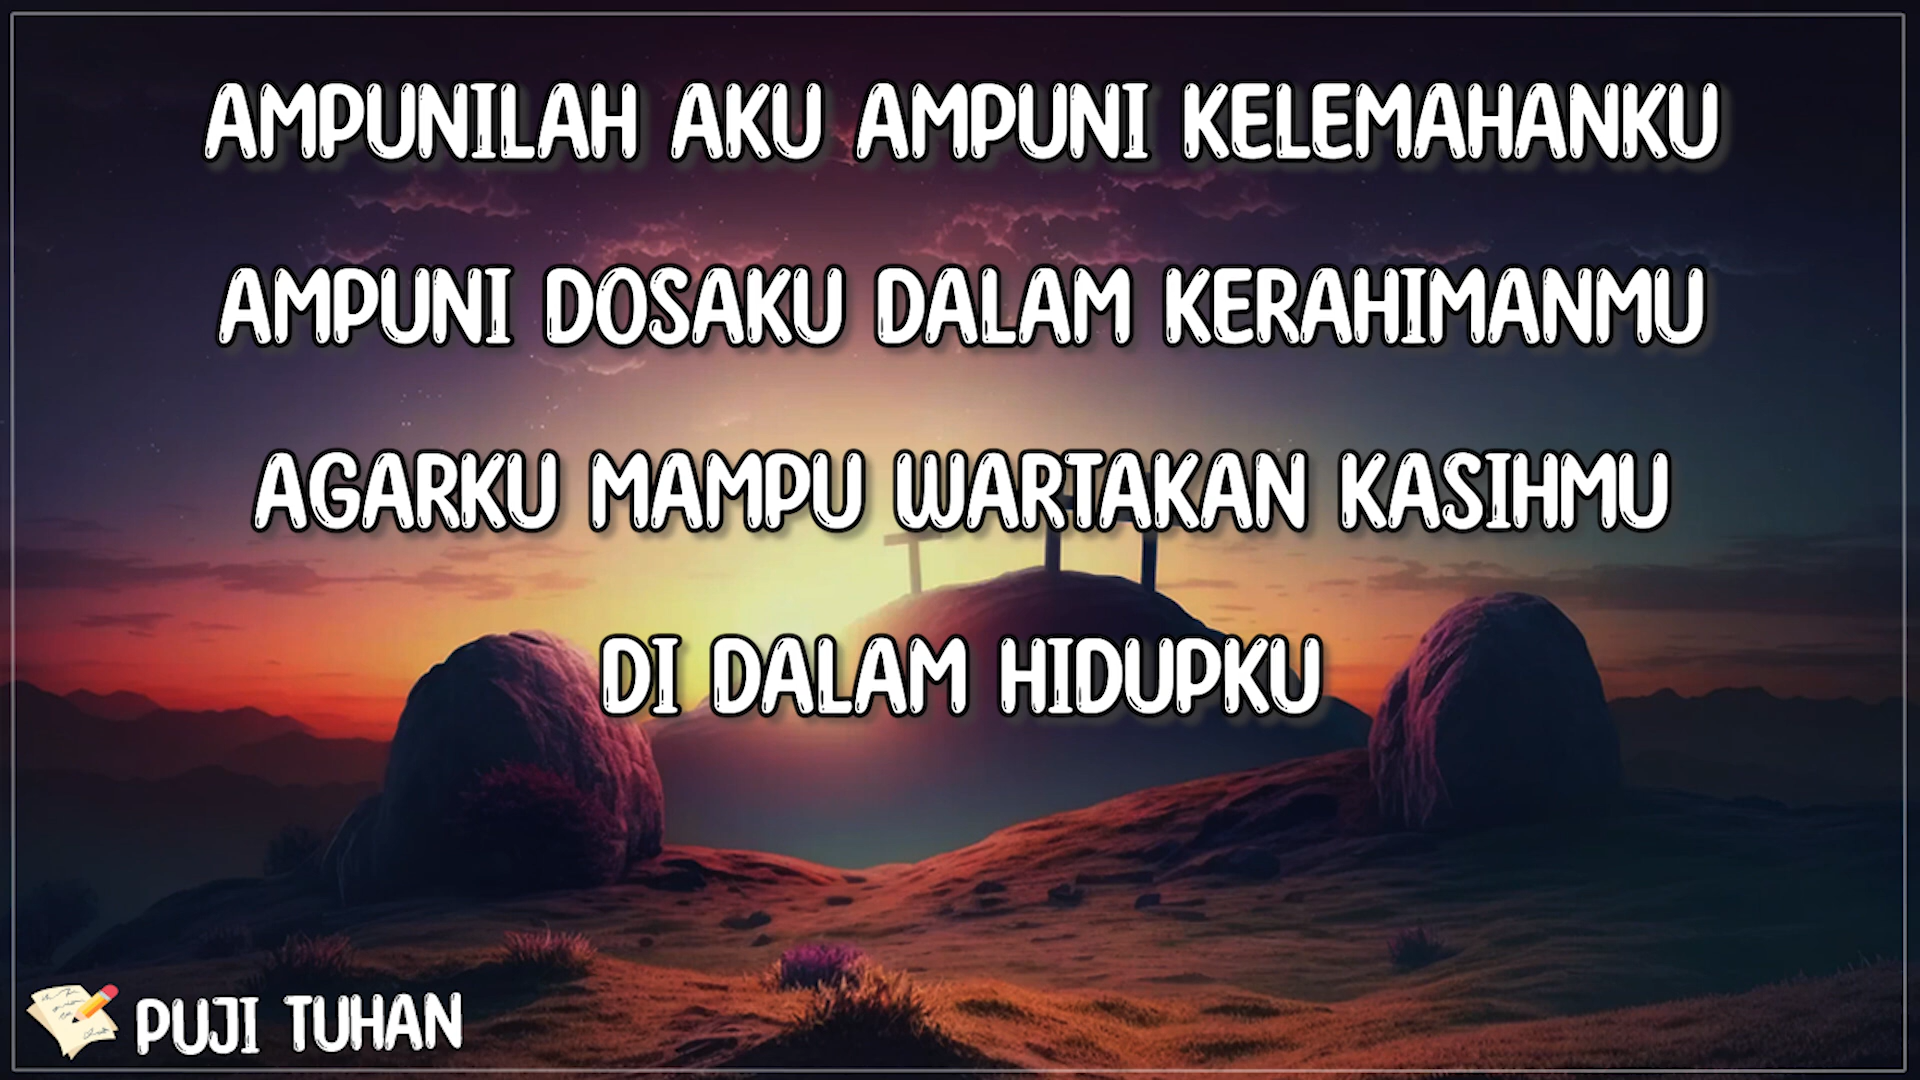 AMPUNILAH AKU AMPUNI KELEMAHANKU
AMPUNI DOSAKU DALAM KERAHIMANMU
AGARKU MAMPU WARTAKAN KASIHMU
DI DALAM HIDUPKU
PUJI TUHAN